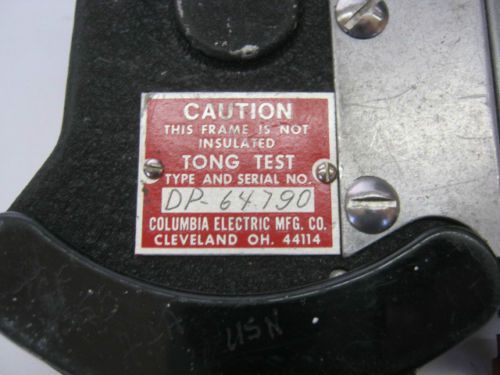 CAUTION
THIS FRAME IS NOT
INSULATED
TONG TEST
TYPE AND SERIAL NO.
DP-64790
COLUMBIA ELECTRIC MFG. CO.
CLEVELAND OH. 44114
USN